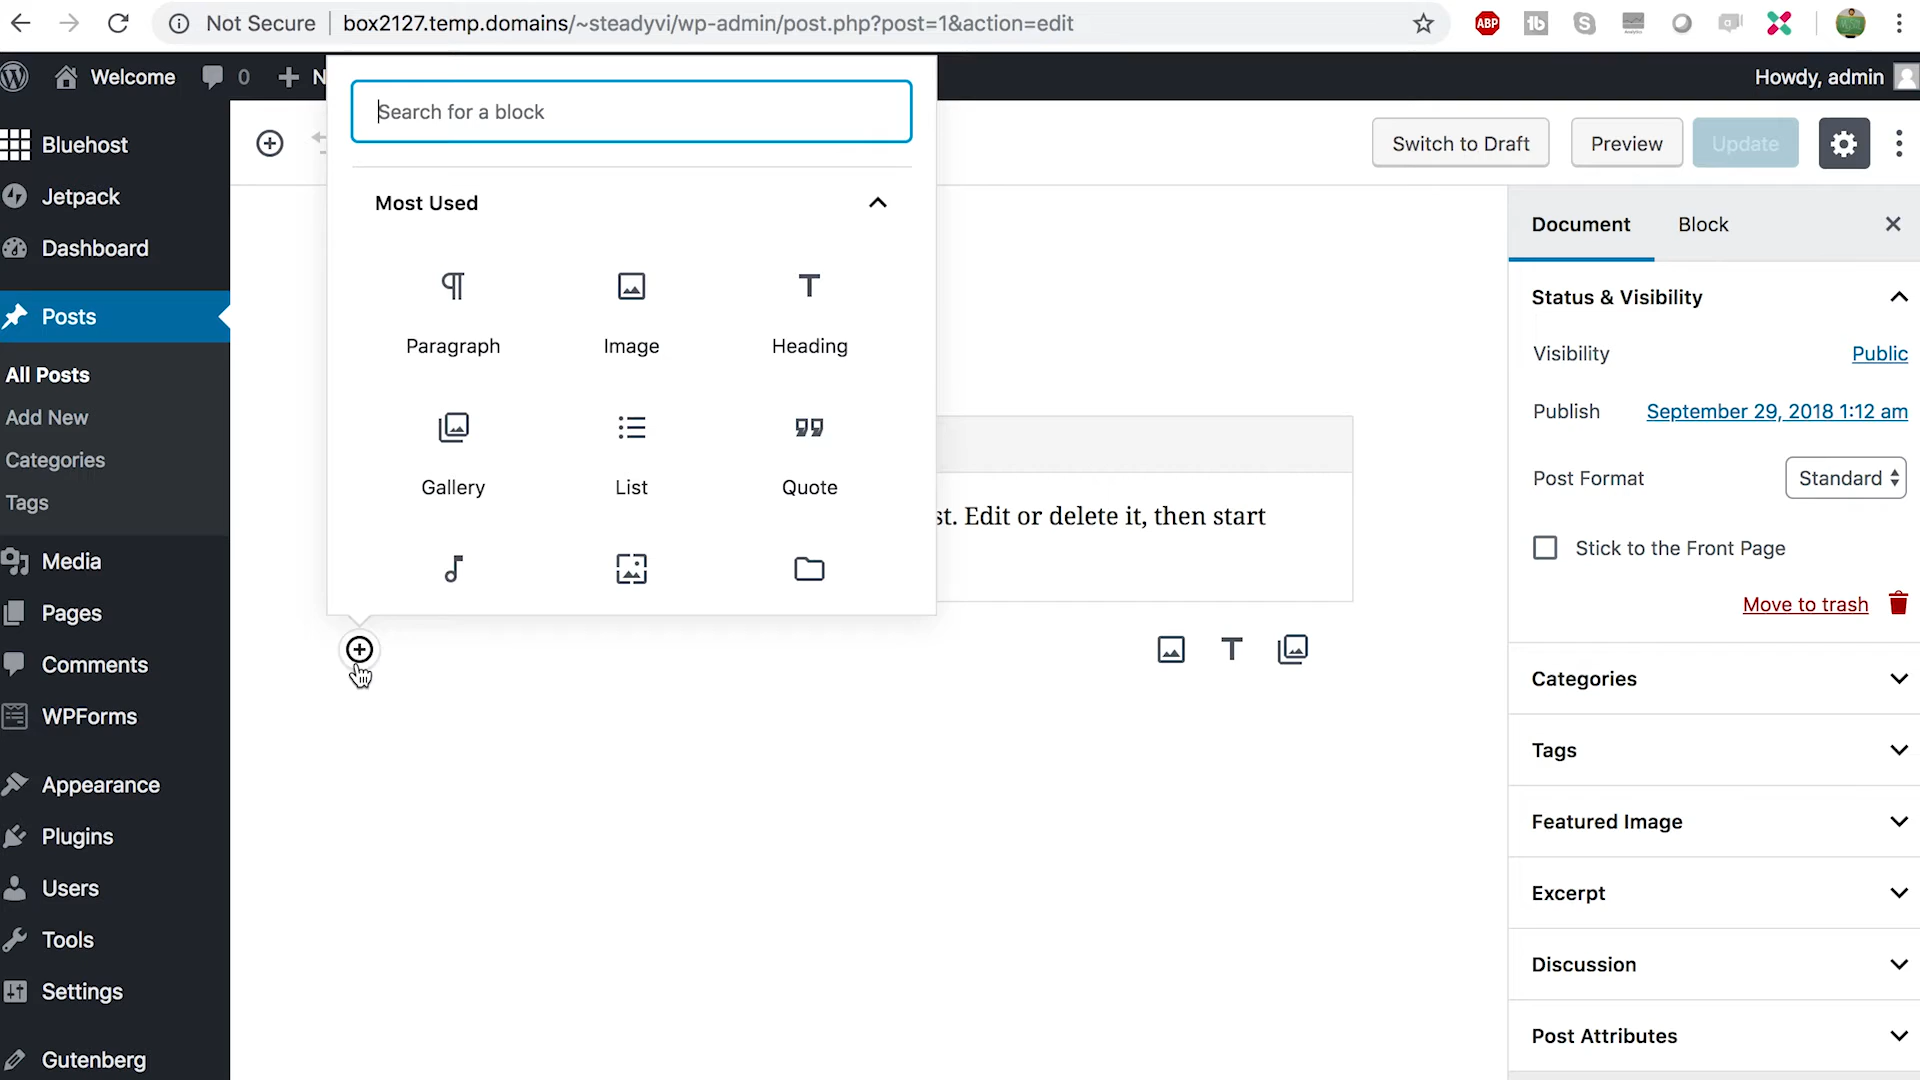 Not Secure
box2127.temp.domains/~steadyvi/wp-admin/post.php?post=1&action=edit
ABP
Welcome
0
N
Howdy, admin
Bluehost
Jetpack
Dashboard
Posts
All Posts
Add New
Categories
Tags
Media
Pages
Comments
WPForms
Appearance
Plugins
Users
Tools
Settings
Gutenberg
Search for a block
Most Used
Paragraph
Image
Heading
Gallery
List
Quote
st. Edit or delete it, then start
Switch to Draft
Preview
Update
Document
Block
Status & Visibility
Visibility
Public
Publish
September 29, 2018 1:12 am
Post Format
Standard
Stick to the Front Page
Move to trash
Categories
Tags
Featured Image
Excerpt
Discussion
Post Attributes